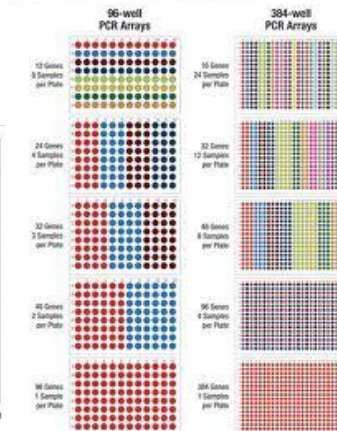 96-well
PCR Arrays
12 Genes
8 Samples
per Plate
24 Genes
4 Samples
per Plate
32 Genes
3 Samples
per Plate
48 Genes
2 Samples
per Plate
96 Genes
1 Sample
per Plate
384-well
PCR Arrays
16 Genes
24 Samples
per Plate
32 Genes
12 Samples
per Plate
48 Genes
8 Samples
per Plate
96 Genes
4 Samples
per Plate
384 Genes
1 Samples
per Plate